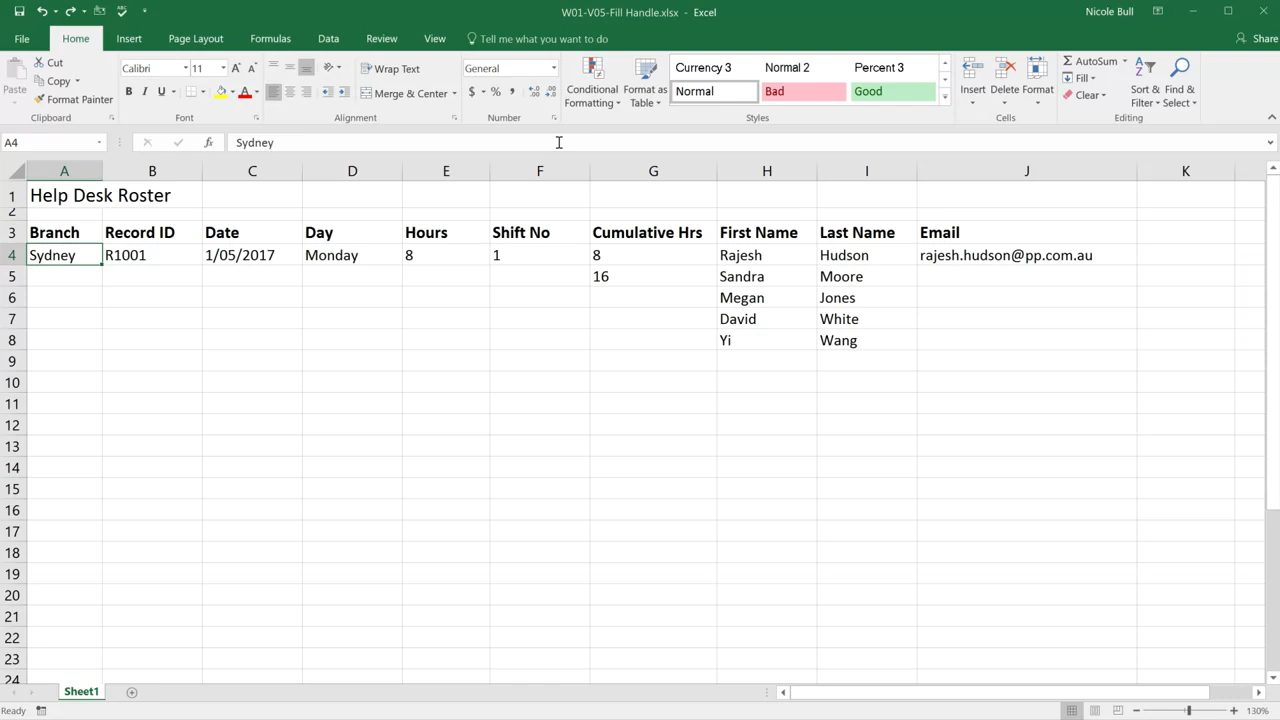 W01-V05-Fill Handle.xlsx - Excel
Nicole Bull
File Home Insert Page Layout Formulas Data Review View Tell me what you want to do Share
Paste
Cut
Copy
Format Painter
Clipboard
Calibri 11
B I U
Font
Wrap Text
Merge & Center
Alignment
General
$ %
Number
Conditional Formatting
Format as Table
Currency 3 Normal 2 Percent 3
Normal Bad Good
Styles
Insert Delete Format
Cells
AutoSum
Fill
Clear
Sort & Filter
Find & Select
Editing
A4 fx Sydney
A B C D E F G H I J K
1 Help Desk Roster
2
3 Branch Record ID Date Day Hours Shift No Cumulative Hrs First Name Last Name Email
4 Sydney R1001 1/05/2017 Monday 8 1 8 Rajesh Hudson rajesh.hudson@pp.com.au
5 16 Sandra Moore
6 Megan Jones
7 David White
8 Yi Wang
9
10
11
12
13
14
15
16
17
18
19
20
21
22
23
24
Sheet1
Ready 130%